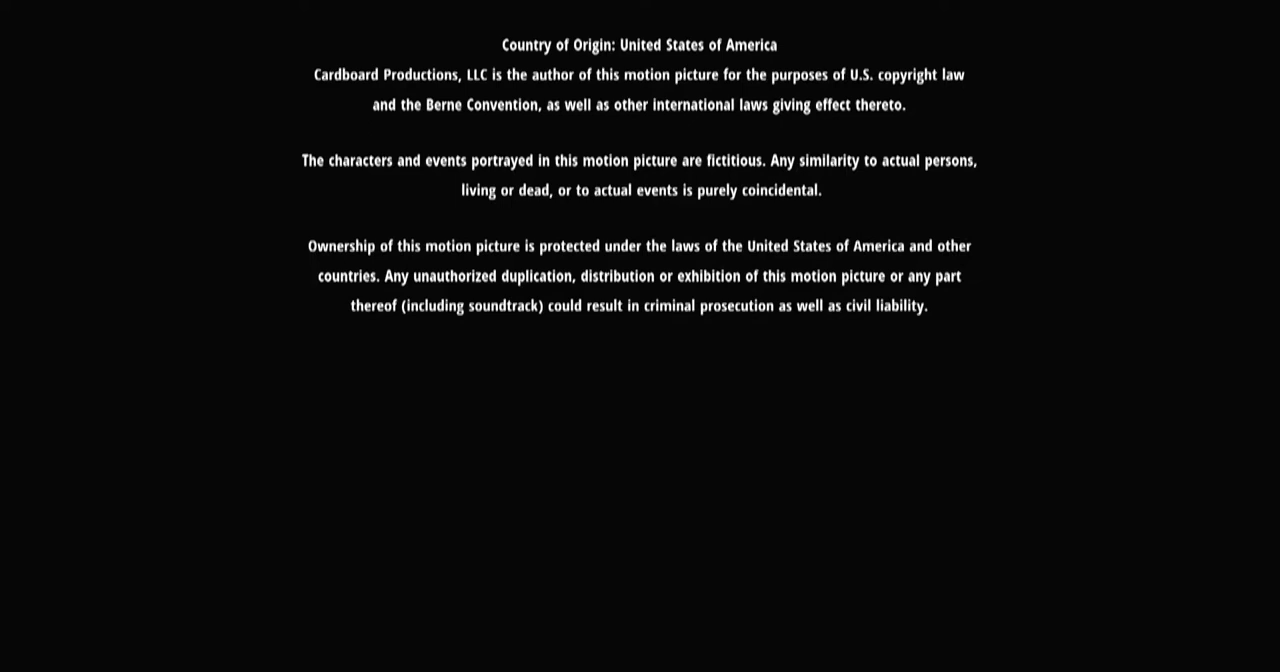 Country of Origin: United States of America
Cardboard Productions, LLC is the author of this motion picture for the purposes of U.S. copyright law
and the Berne Convention, as well as other international laws giving effect thereto.
The characters and events portrayed in this motion picture are fictitious. Any similarity to actual persons,
living or dead, or to actual events is purely coincidental.
Ownership of this motion picture is protected under the laws of the United States of America and other
countries. Any unauthorized duplication, distribution or exhibition of this motion picture or any part
thereof (including soundtrack) could result in criminal prosecution as well as civil liability.